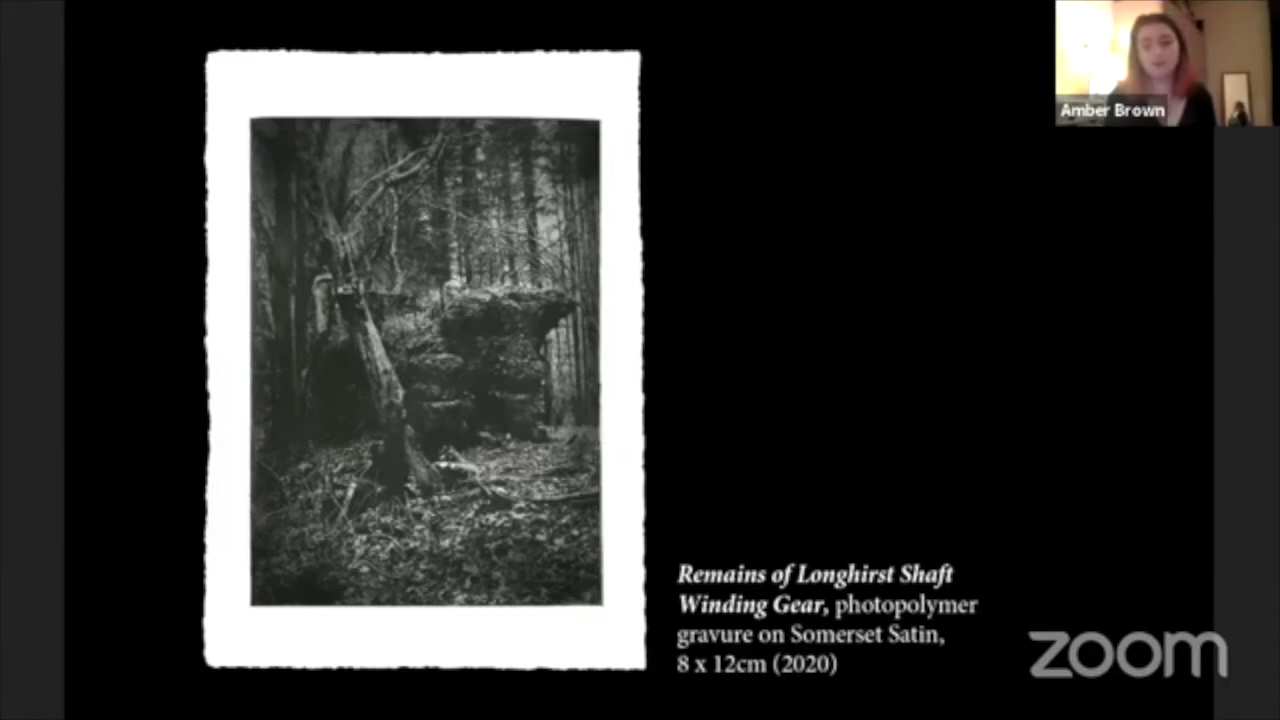 Amber Brown
Remains of Longhirst Shaft
Winding Gear, photopolymer
gravure on Somerset Satin,
8 x 12cm (2020)
zoom